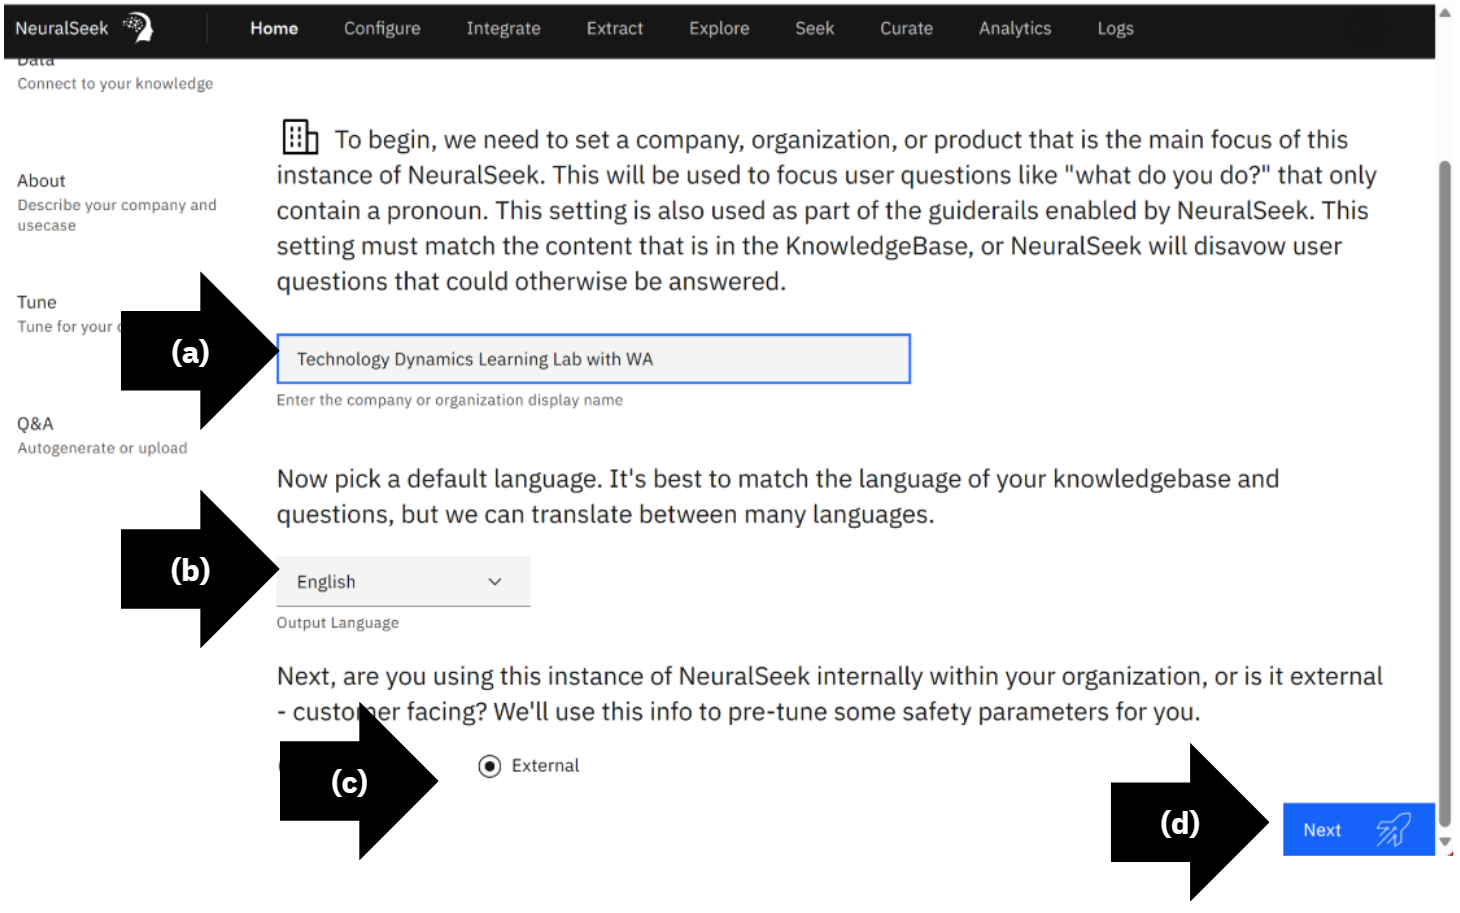 NeuralSeek
Home Configure Integrate Extract Explore Seek Curate Analytics Logs
Data
Connect to your knowledge
About
Describe your company and
usecase
Tune
Tune for your
Q&A
Autogenerate or upload
To begin, we need to set a company, organization, or product that is the main focus of this
instance of NeuralSeek. This will be used to focus user questions like "what do you do?" that only
contain a pronoun. This setting is also used as part of the guiderails enabled by NeuralSeek. This
setting must match the content that is in the KnowledgeBase, or NeuralSeek will disavow user
questions that could otherwise be answered.
(a)
Technology Dynamics Learning Lab with WA
Enter the company or organization display name
Now pick a default language. It's best to match the language of your knowledgebase and
questions, but we can translate between many languages.
(b)
English
Output Language
Next, are you using this instance of NeuralSeek internally within your organization, or is it external
- customer facing? We'll use this info to pre-tune some safety parameters for you.
(c)
External
(d)
Next